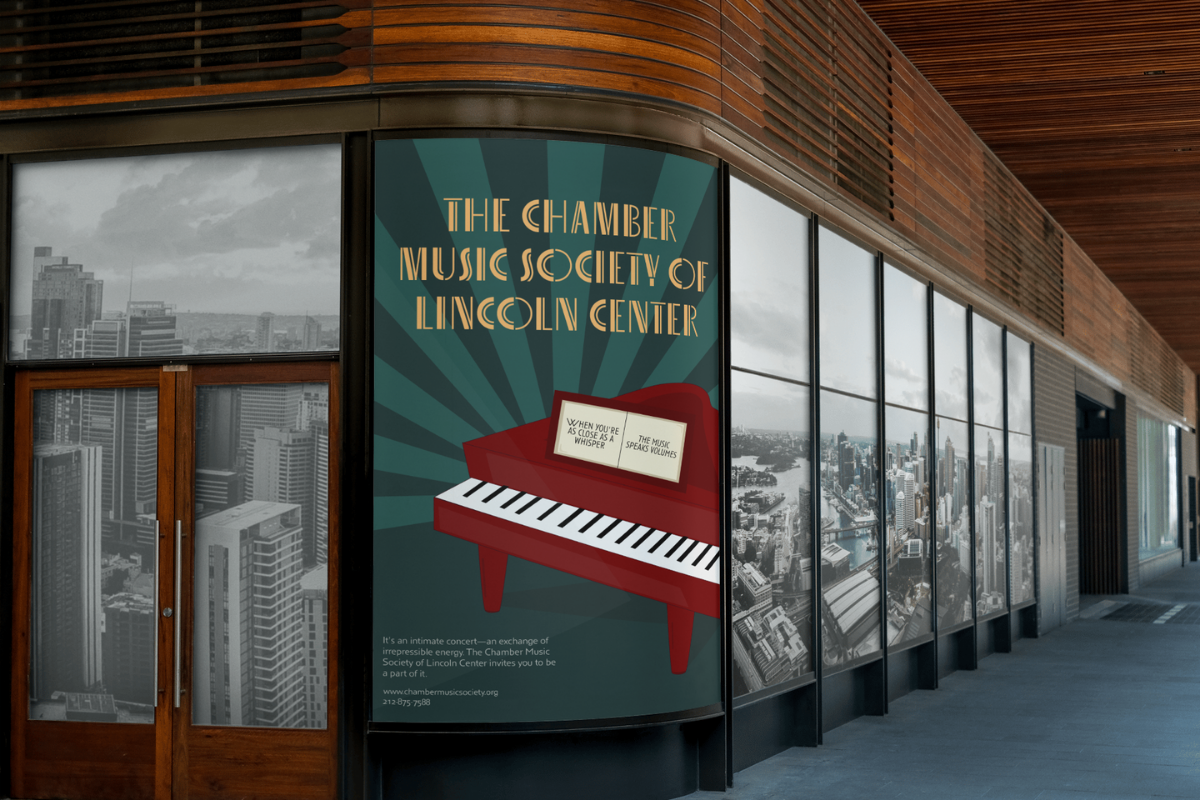 THE CHAMBER
MUSIC SOCIETY OF
LINCOLN CENTER
WHEN YOU'RE
AS CLOSE AS A
WHISPER
THE MUSIC
SPEAKS VOLUMES
It's an intimate concert—an exchange of
irrepressible energy. The Chamber Music
Society of Lincoln Center invites you to be
a part of it.
www.chambermusicsociety.org
212-875-7588